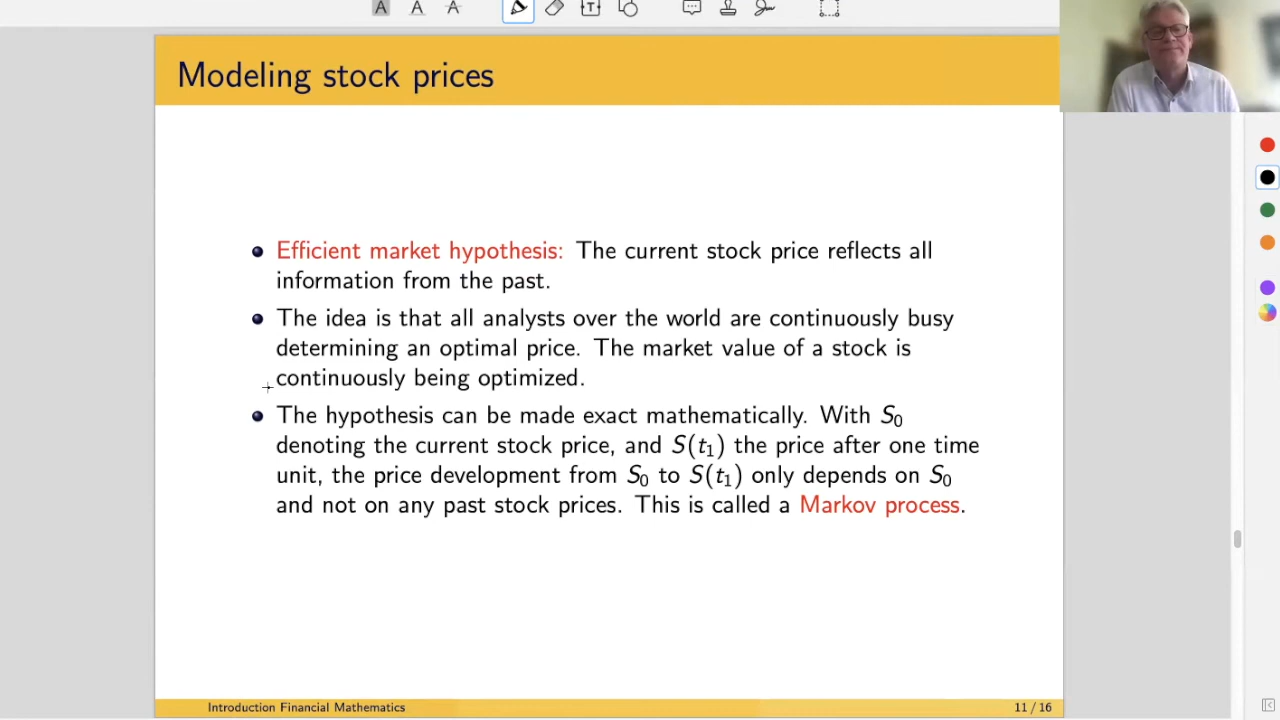 A A A T
Modeling stock prices
Efficient market hypothesis: The current stock price reflects all
information from the past.
The idea is that all analysts over the world are continuously busy
determining an optimal price. The market value of a stock is
continuously being optimized.
The hypothesis can be made exact mathematically. With S₀
denoting the current stock price, and S(t₁) the price after one time
unit, the price development from S₀ to S(t₁) only depends on S₀
and not on any past stock prices. This is called a Markov process.
Introduction Financial Mathematics 11 / 16